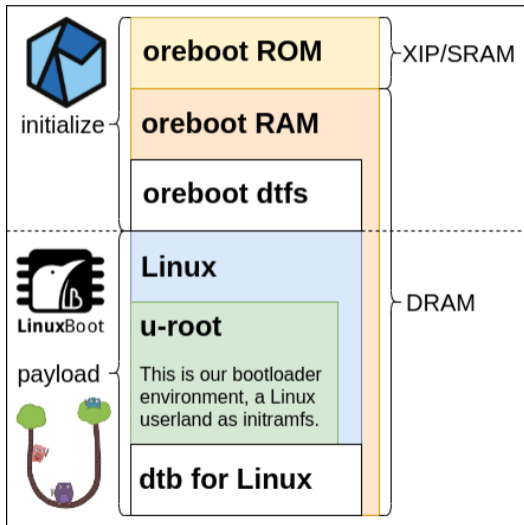 oreboot ROM
XIP/SRAM
initialize
oreboot RAM
oreboot dtfs
Linux
B
LinuxBoot
DRAM
u-root
payload
This is our bootloader
environment, a Linux
userland as initramfs.
dtb for Linux